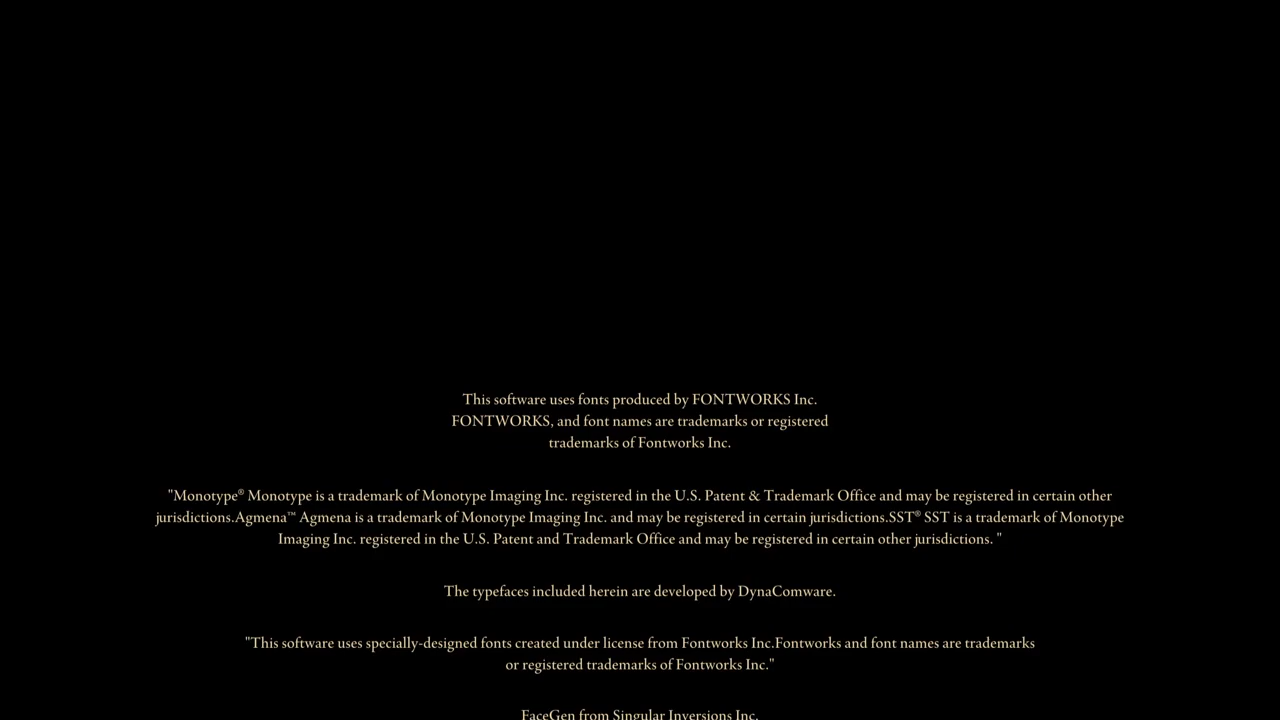 This software uses fonts produced by FONTWORKS Inc.
FONTWORKS, and font names are trademarks or registered
trademarks of Fontworks Inc.
"Monotype® Monotype is a trademark of Monotype Imaging Inc. registered in the U.S. Patent & Trademark Office and may be registered in certain other
jurisdictions.Agmena™ Agmena is a trademark of Monotype Imaging Inc. and may be registered in certain jurisdictions.SST® SST is a trademark of Monotype
Imaging Inc. registered in the U.S. Patent and Trademark Office and may be registered in certain other jurisdictions. "
The typefaces included herein are developed by DynaComware.
"This software uses specially-designed fonts created under license from Fontworks Inc.Fontworks and font names are trademarks
or registered trademarks of Fontworks Inc."
FaceGen from Singular Inversions Inc.